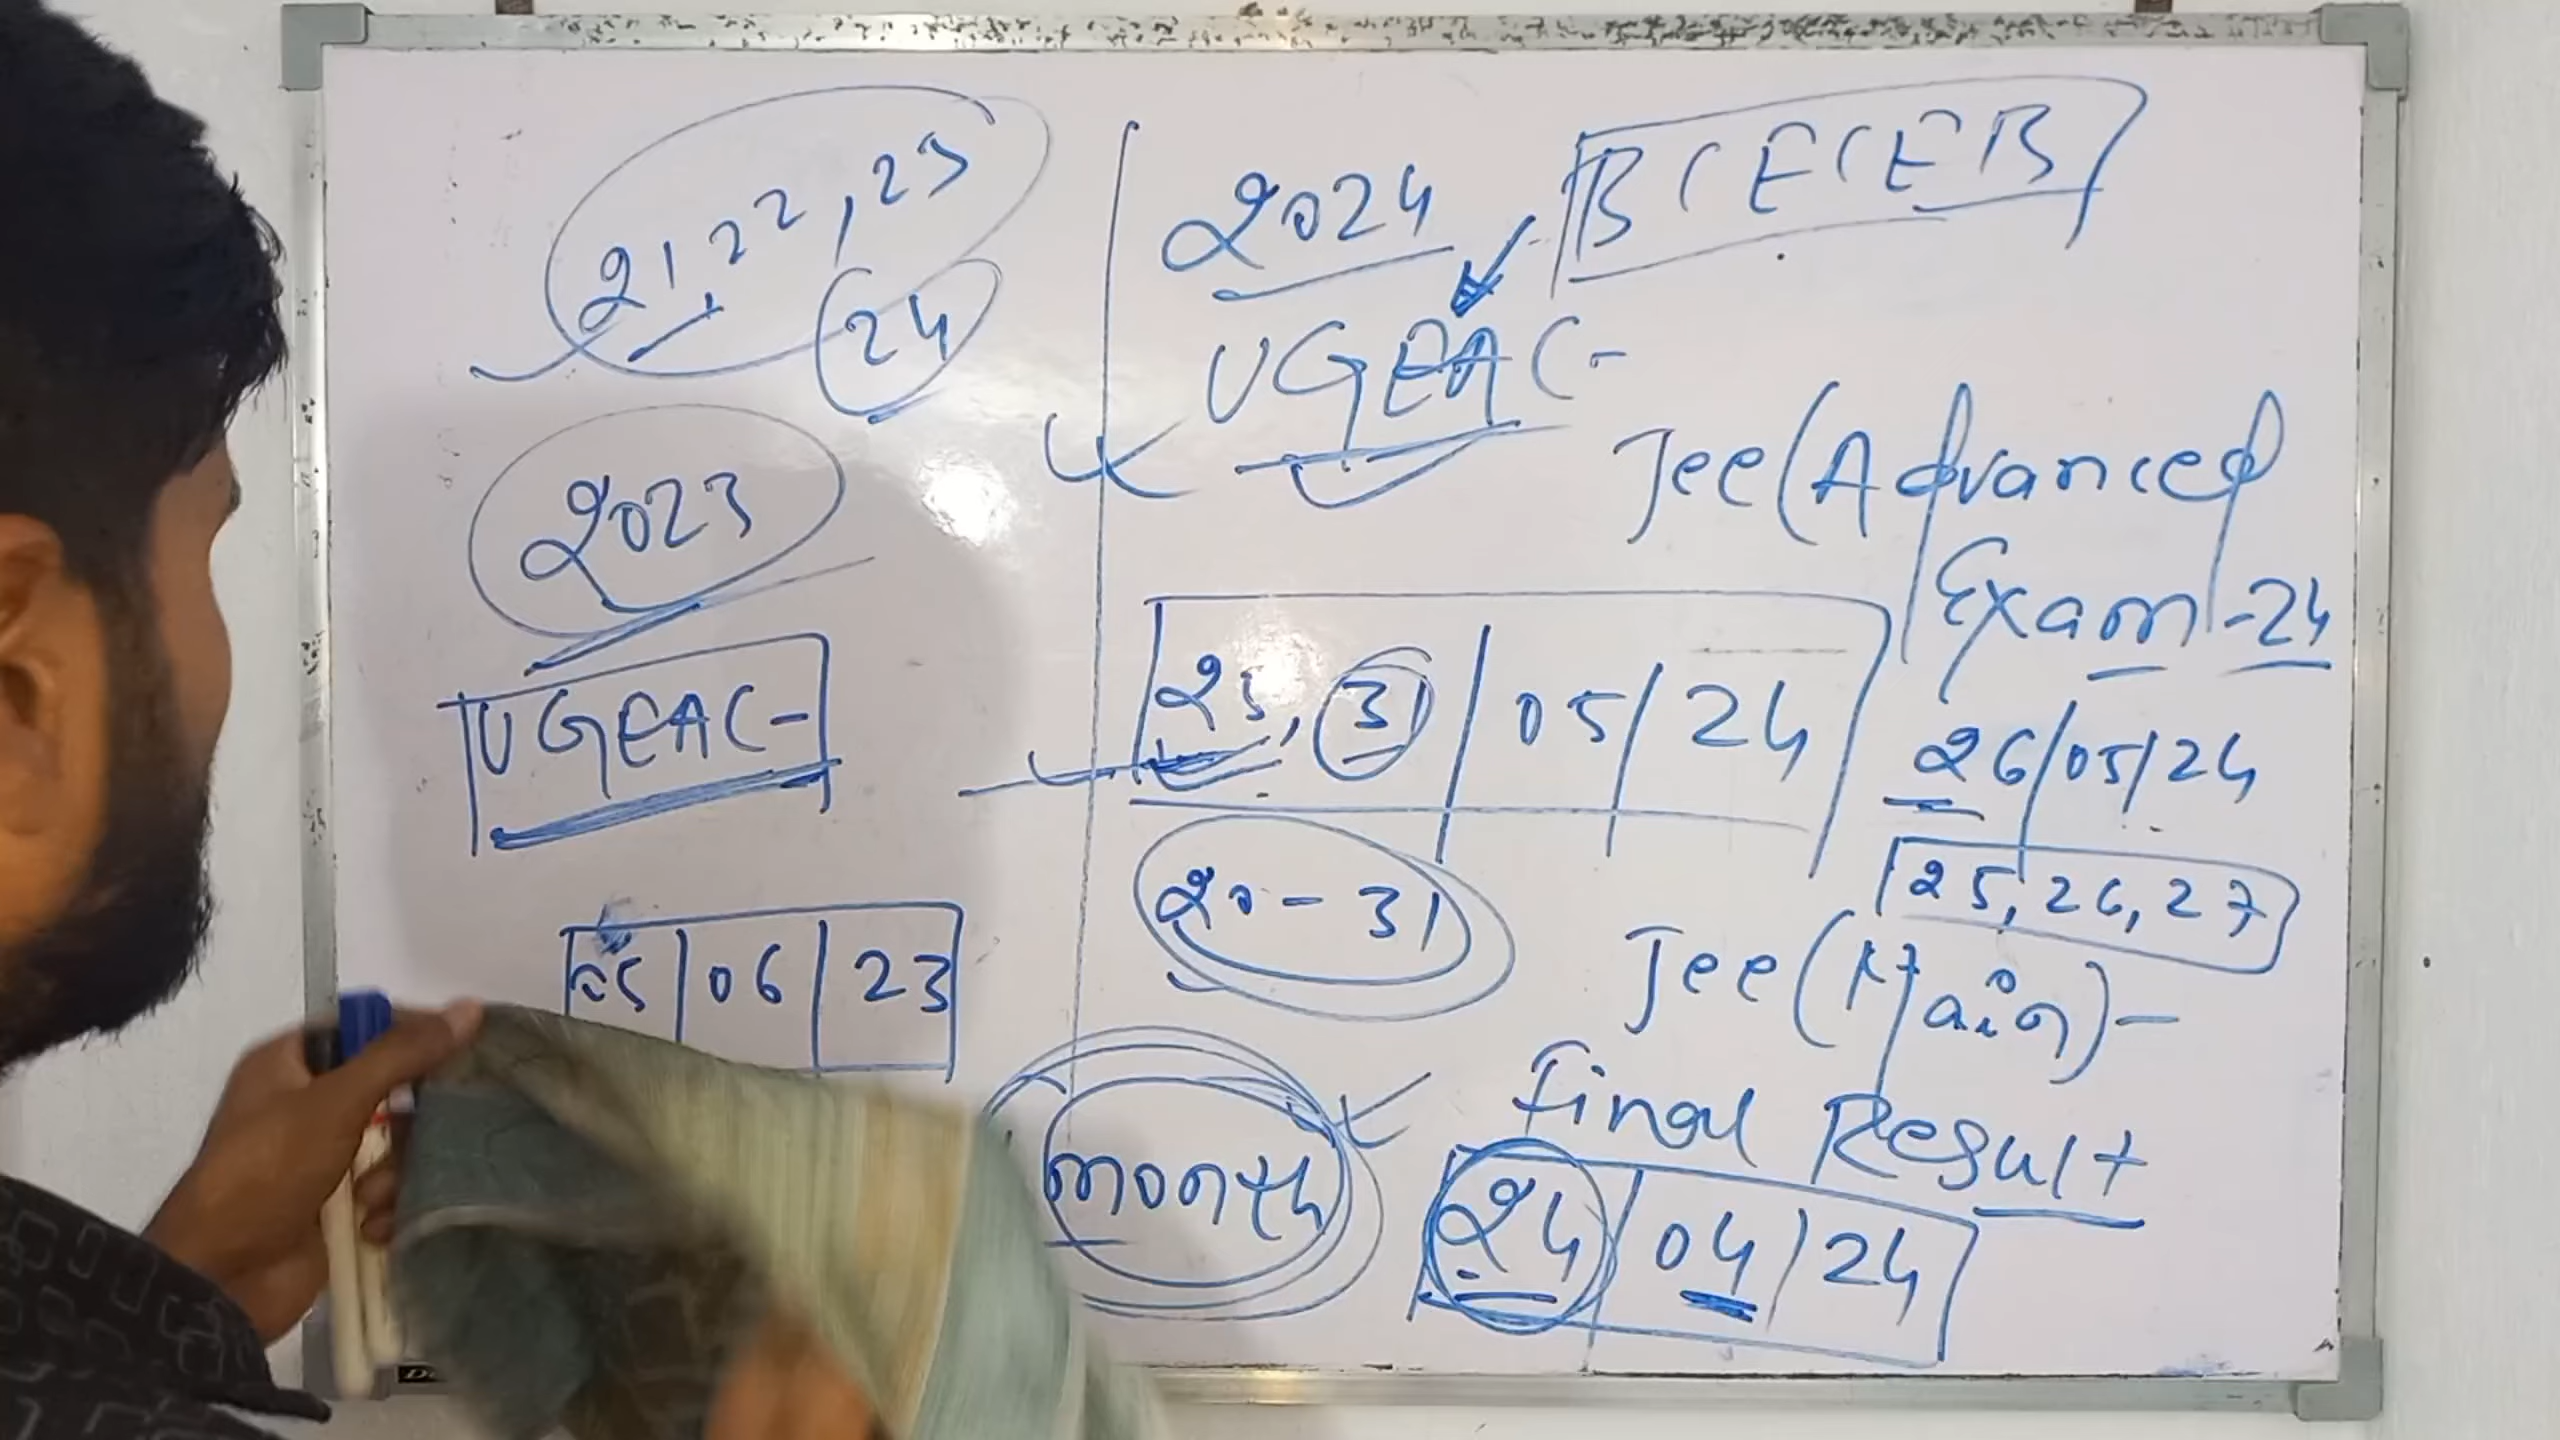 21, 22, 23
24
2023
UGEAC-
25/06/23
2024
BCECEB
UGEAC-
Jee (Advanced
Exam-24
26/05/24
25, 26, 27
25, 31/05/24
20-31
month
Jee (Main)-
final Result
24/04/24